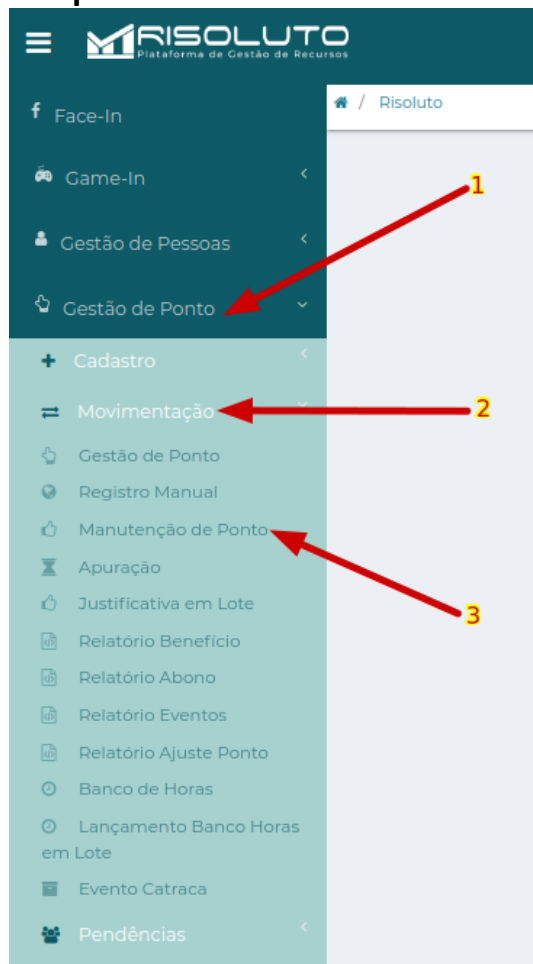 RISOLUTO
Plataforma de Gestão de Recursos
Face-In
/ Risoluto
Game-In
1
Gestão de Pessoas
Gestão de Ponto
Cadastro
Movimentação
2
Gestão de Ponto
Registro Manual
Manutenção de Ponto
Apuração
Justificativa em Lote
3
Relatório Benefício
Relatório Abono
Relatório Eventos
Relatório Ajuste Ponto
Banco de Horas
Lançamento Banco Horas
em Lote
Evento Catraca
Pendências